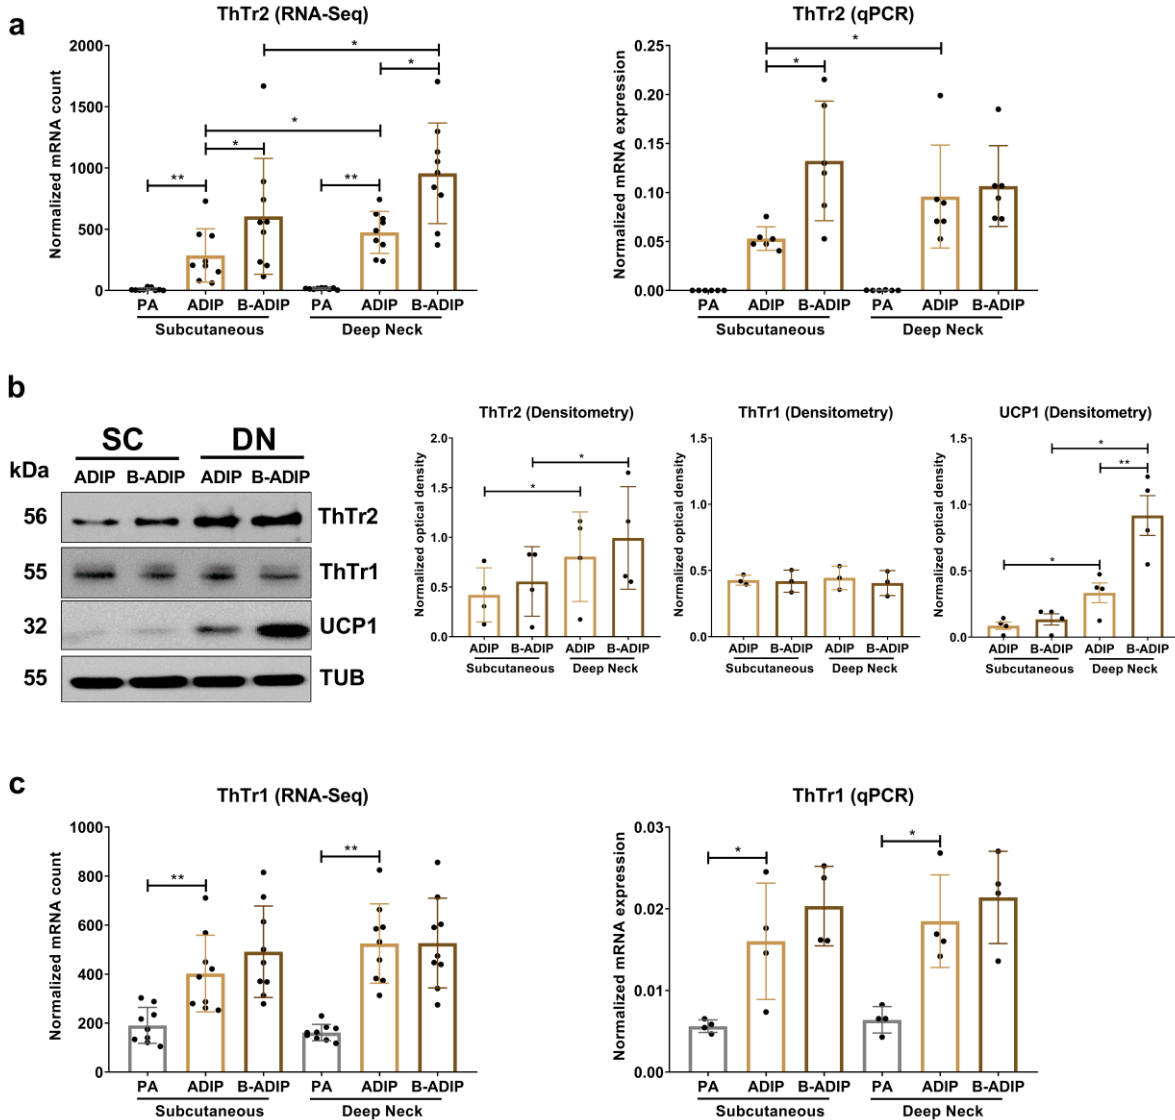 a
ThTr2 (RNA-Seq)
Normalized mRNA count
2000
1500
1000
500
0
** * * ** * *
PA ADIP B-ADIP PA ADIP B-ADIP
Subcutaneous Deep Neck
ThTr2 (qPCR)
Normalized mRNA expression
0.25
0.20
0.15
0.10
0.05
0.00
* *
PA ADIP B-ADIP PA ADIP B-ADIP
Subcutaneous Deep Neck
b
SC DN
kDa
ADIP B-ADIP ADIP B-ADIP
56 ThTr2
55 ThTr1
32 UCP1
55 TUB
ThTr2 (Densitometry)
Normalized optical density
2.0
1.5
1.0
0.5
0.0
* *
ADIP B-ADIP ADIP B-ADIP
Subcutaneous Deep Neck
ThTr1 (Densitometry)
Normalized optical density
1.5
1.0
0.5
0.0
ADIP B-ADIP ADIP B-ADIP
Subcutaneous Deep Neck
UCP1 (Densitometry)
Normalized optical density
1.5
1.0
0.5
0.0
* * **
ADIP B-ADIP ADIP B-ADIP
Subcutaneous Deep Neck
c
ThTr1 (RNA-Seq)
Normalized mRNA count
1000
800
600
400
200
0
** **
PA ADIP B-ADIP PA ADIP B-ADIP
Subcutaneous Deep Neck
ThTr1 (qPCR)
Normalized mRNA expression
0.03
0.02
0.01
0.00
* *
PA ADIP B-ADIP PA ADIP B-ADIP
Subcutaneous Deep Neck